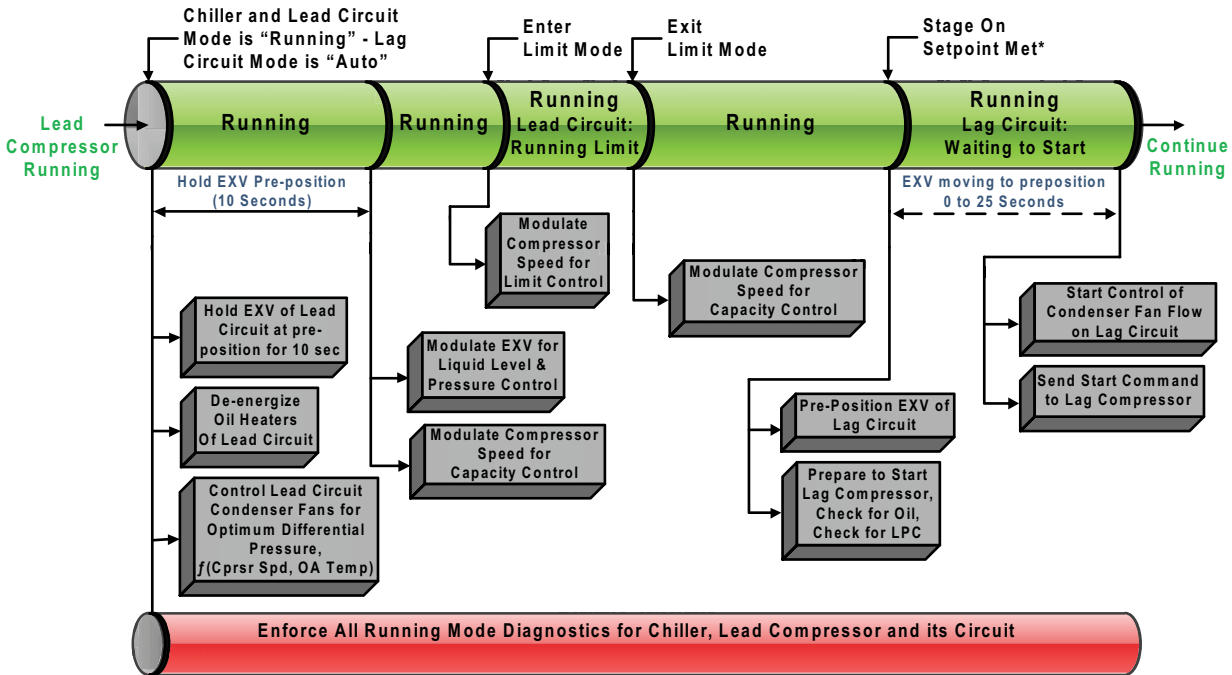 Chiller and Lead Circuit
Mode is “Running” - Lag
Circuit Mode is “Auto”
Enter
Limit Mode
Exit
Limit Mode
Stage On
Setpoint Met*
Lead
Compressor
Running
Running
Running
Running
Lead Circuit:
Running Limit
Running
Running
Lag Circuit:
Waiting to Start
Continue
Running
Hold EXV Pre-position
(10 Seconds)
EXV moving to preposition
0 to 25 Seconds
Modulate
Compressor
Speed for
Limit Control
Modulate Compressor
Speed for
Capacity Control
Start Control of
Condenser Fan Flow
on Lag Circuit
Hold EXV of Lead
Circuit at pre-
position for 10 sec
Modulate EXV for
Liquid Level &
Pressure Control
Send Start Command
to Lag Compressor
De-energize
Oil Heaters
Of Lead Circuit
Modulate Compressor
Speed for
Capacity Control
Pre-Position EXV of
Lag Circuit
Control Lead Circuit
Condenser Fans for
Optimum Differential
Pressure,
ƒ(Cprsr Spd, OA Temp)
Prepare to Start
Lag Compressor,
Check for Oil,
Check for LPC
Enforce All Running Mode Diagnostics for Chiller, Lead Compressor and its Circuit